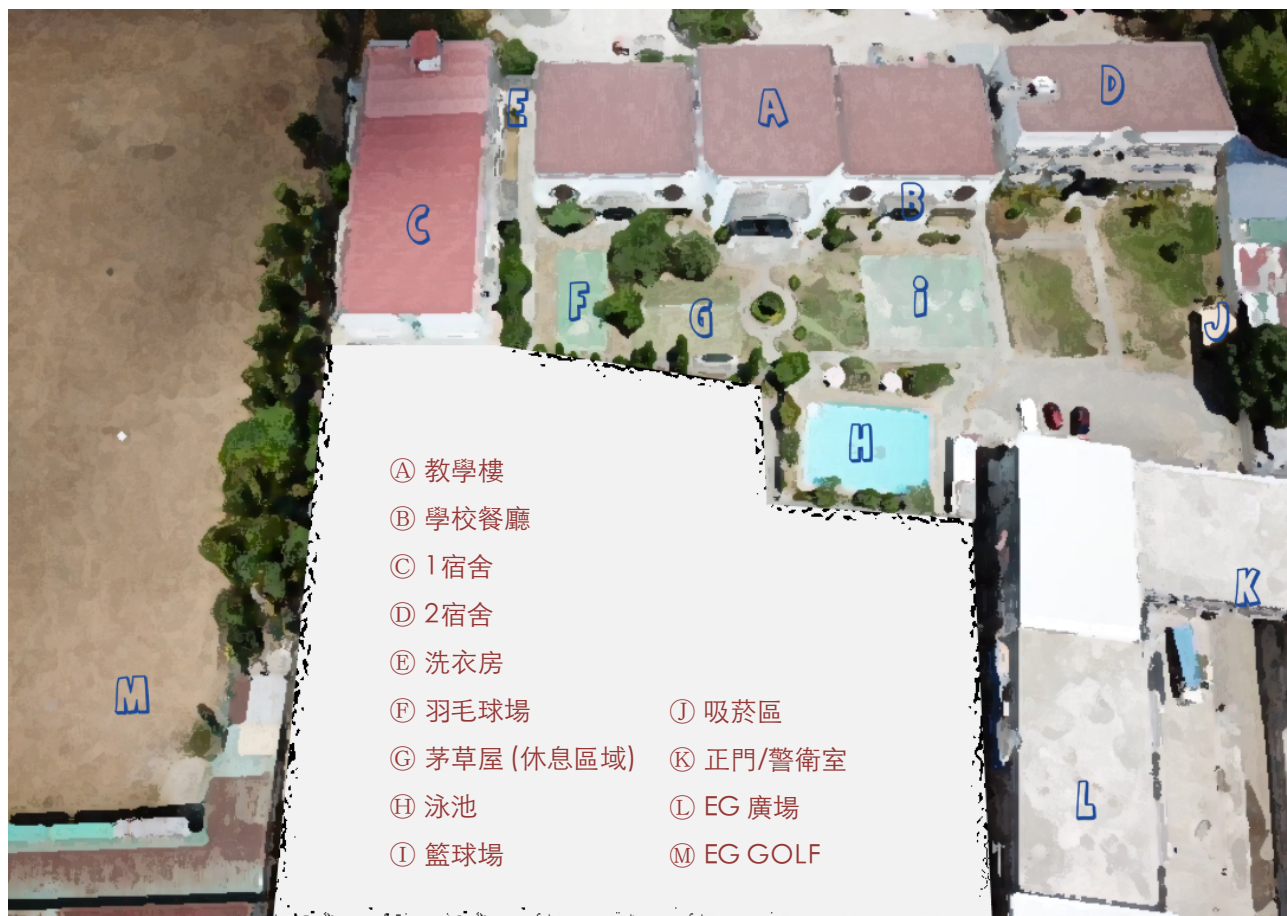 E
A
D
B
C
F
G
i
J
H
K
M
L
Ⓐ 教學樓
Ⓑ 學校餐廳
Ⓒ 1宿舍
Ⓓ 2宿舍
Ⓔ 洗衣房
Ⓕ 羽毛球場
Ⓖ 茅草屋 (休息區域)
Ⓗ 泳池
Ⓘ 籃球場
Ⓙ 吸菸區
Ⓚ 正門/警衛室
Ⓛ EG 廣場
Ⓜ EG GOLF